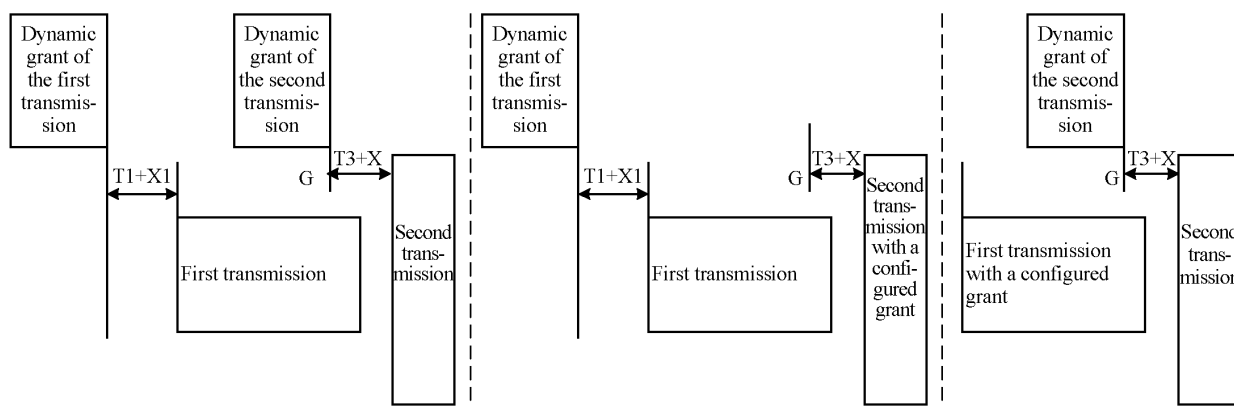 Dynamic
grant of
the first
transmis-
sion
Dynamic
grant of
the second
transmis-
sion
T1+X1
G
T3+X
First transmission
Second
trans-
mission
Dynamic
grant of
the first
transmis-
sion
T1+X1
G
T3+X
First transmission
Second
trans-
mission
with a
confi-
gured
grant
Dynamic
grant of
the second
transmis-
sion
G
T3+X
First transmission
with a configured
grant
Second
trans-
mission